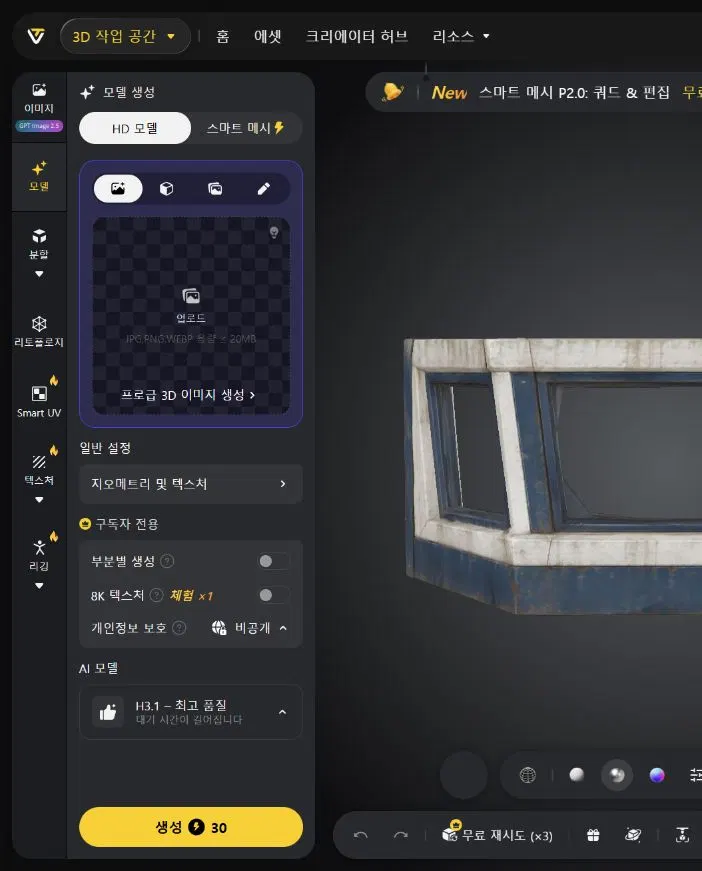 3D 작업 공간
홈
에셋
크리에이터 허브
리소스
이미지
GPT Image 2.5
모델
분할
리토폴로지
Smart UV
텍스처
리깅
모델 생성
HD 모델
스마트 메시
업로드
JPG,PNG,WEBP 용량 ≤ 20MB
프로급 3D 이미지 생성
일반 설정
지오메트리 및 텍스처
구독자 전용
부분별 생성
8K 텍스처 체험 ×1
개인정보 보호 비공개
AI 모델
H3.1 – 최고 품질
대기 시간이 길어집니다
생성 30
New 스마트 메시 P2.0: 쿼드 & 편집 무료
무료 재시도 (×3)